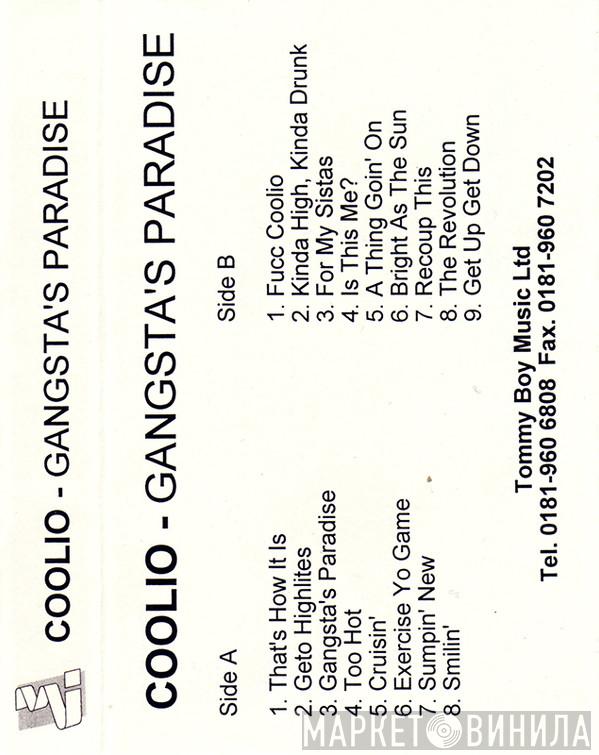 COOLIO - GANGSTA'S PARADISE
COOLIO - GANGSTA'S PARADISE
Side A
1. That's How It Is
2. Geto Highlites
3. Gangsta's Paradise
4. Too Hot
5. Cruisin'
6. Exercise Yo Game
7. Sumpin' New
8. Smilin'
Side B
1. Fucc Coolio
2. Kinda High, Kinda Drunk
3. For My Sistas
4. Is This Me?
5. A Thing Goin' On
6. Bright As The Sun
7. Recoup This
8. The Revolution
9. Get Up Get Down
Tommy Boy Music Ltd
Tel. 0181-960 6808 Fax. 0181-960 7202
МАРКЕТ ВИНИЛА